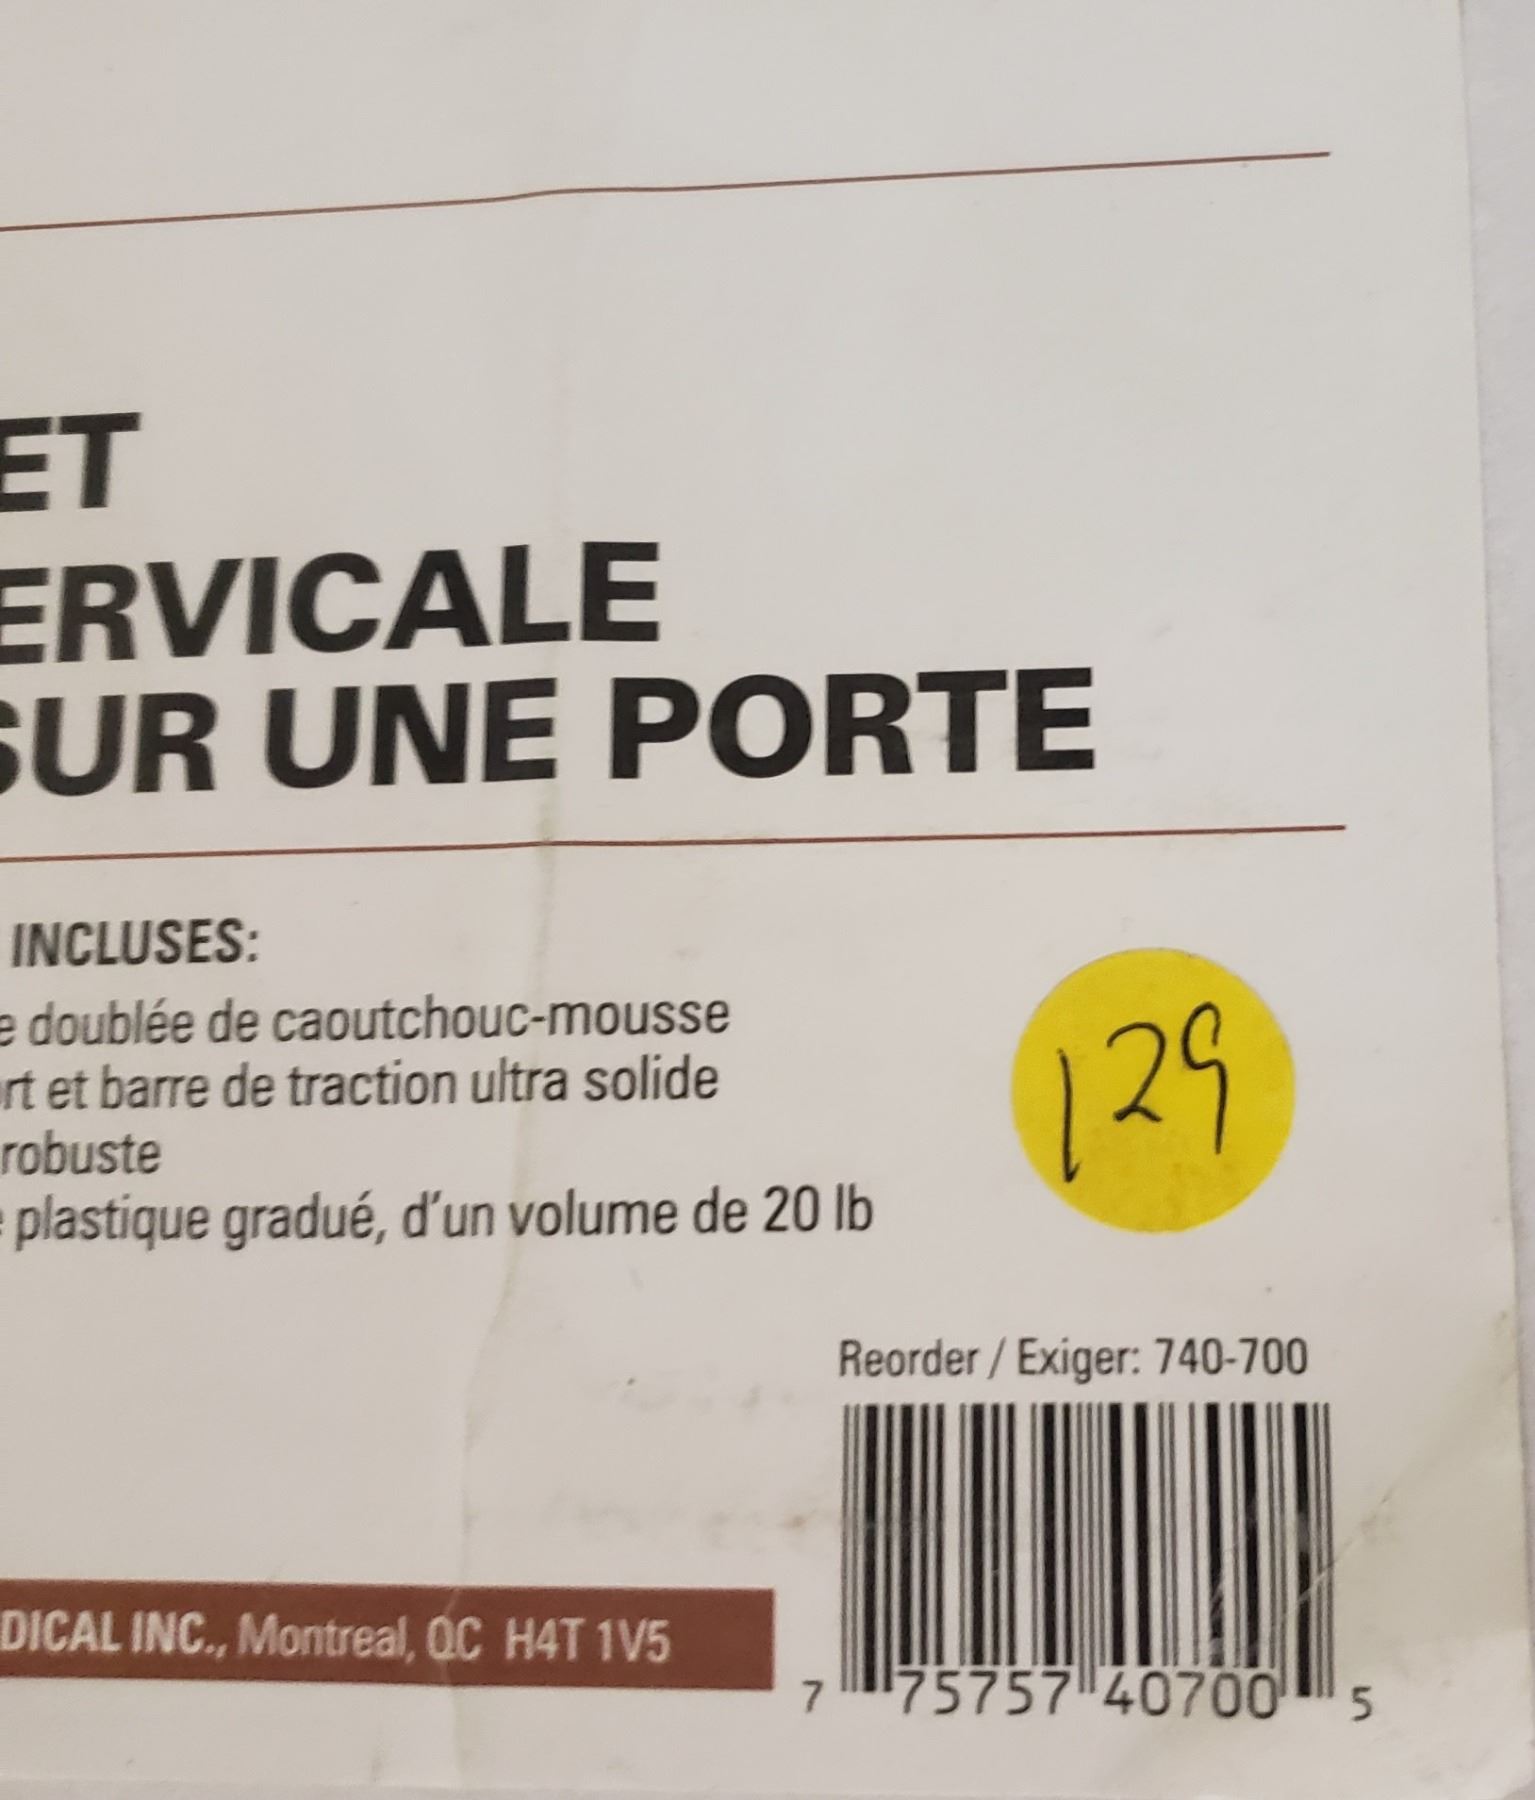 ET
ERVICALE
SUR UNE PORTE
INCLUSES:
e doublée de caoutchouc-mousse
rt et barre de traction ultra solide
robuste
plastique gradué, d'un volume de 20 lb
129
Reorder / Exiger: 740-700
DICAL INC., Montreal, QC H4T 1V5
7 75757 40700 5